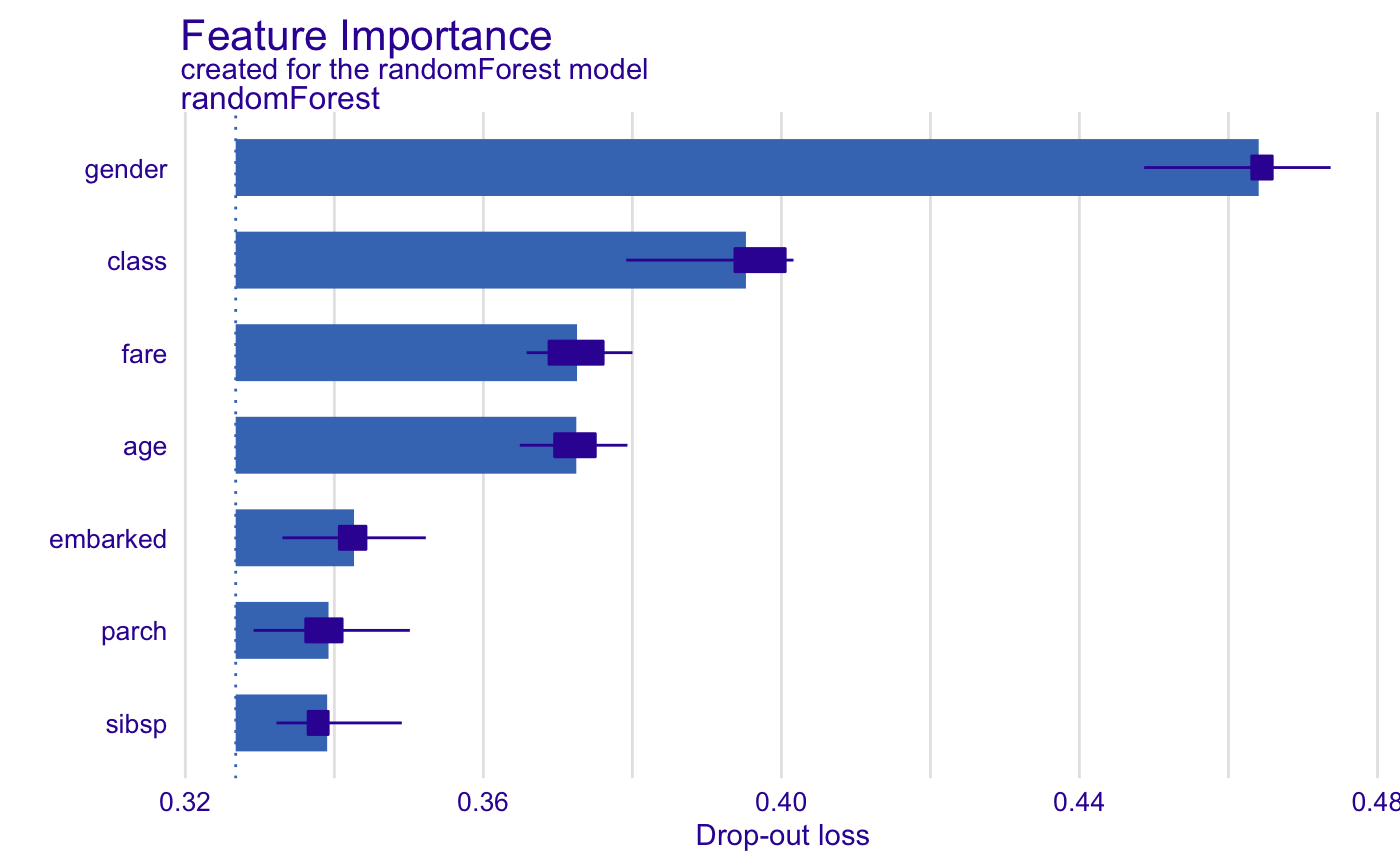 Feature Importance
created for the randomForest model
randomForest
gender
class
fare
age
embarked
parch
sibsp
0.32 0.36 0.40 0.44 0.48
Drop-out loss